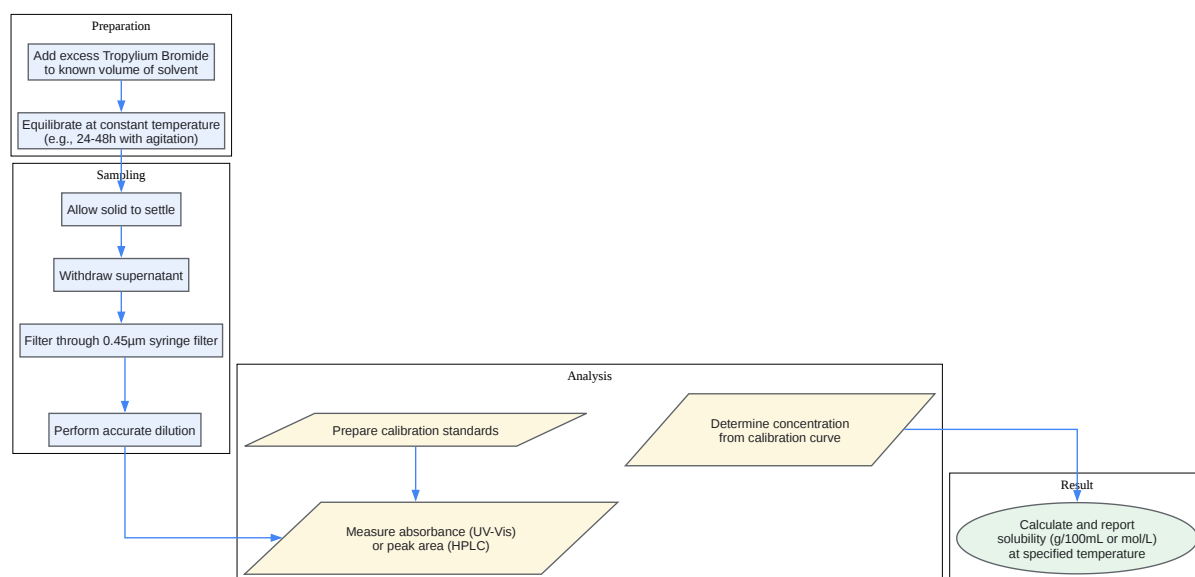 Preparation
Add excess Tropylium Bromide
to known volume of solvent
Equilibrate at constant temperature
(e.g., 24-48h with agitation)
Sampling
Allow solid to settle
Withdraw supernatant
Filter through 0.45µm syringe filter
Perform accurate dilution
Analysis
Prepare calibration standards
Determine concentration
from calibration curve
Measure absorbance (UV-Vis)
or peak area (HPLC)
Result
Calculate and report
solubility (g/100mL or mol/L)
at specified temperature